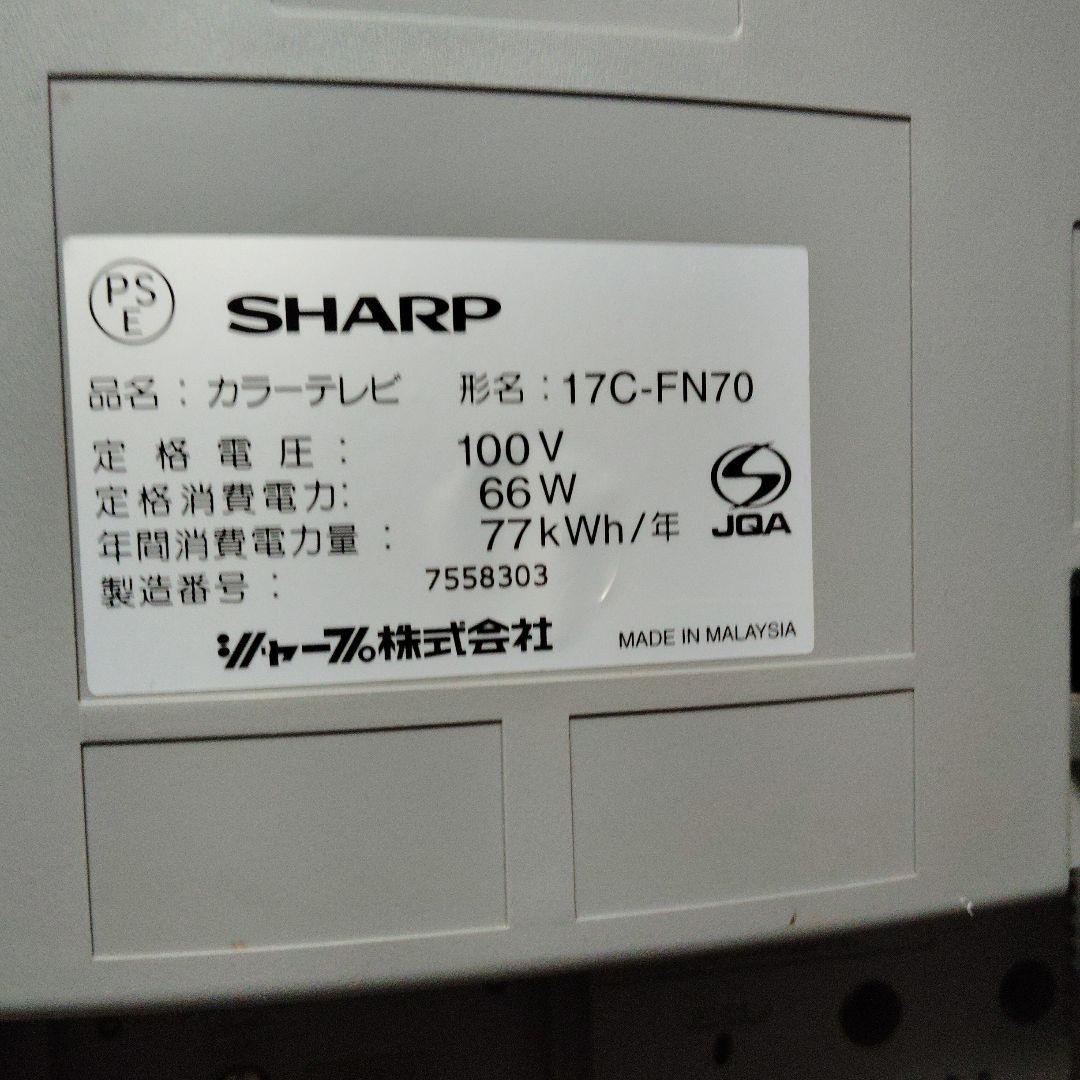 PSE SHARP
品名：カラーテレビ 形名：17C-FN70
定格電圧： 100V
定格消費電力： 66W
年間消費電力量： 77kWh/年
JQA
製造番号： 7558303
シャープ株式会社 MADE IN MALAYSIA